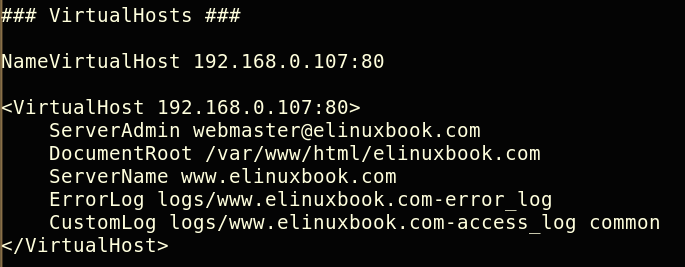 ### VirtualHosts ###
NameVirtualHost 192.168.0.107:80
<VirtualHost 192.168.0.107:80>
ServerAdmin webmaster@elinuxbook.com
DocumentRoot /var/www/html/elinuxbook.com
ServerName www.elinuxbook.com
ErrorLog logs/www.elinuxbook.com-error_log
CustomLog logs/www.elinuxbook.com-access_log common
</VirtualHost>